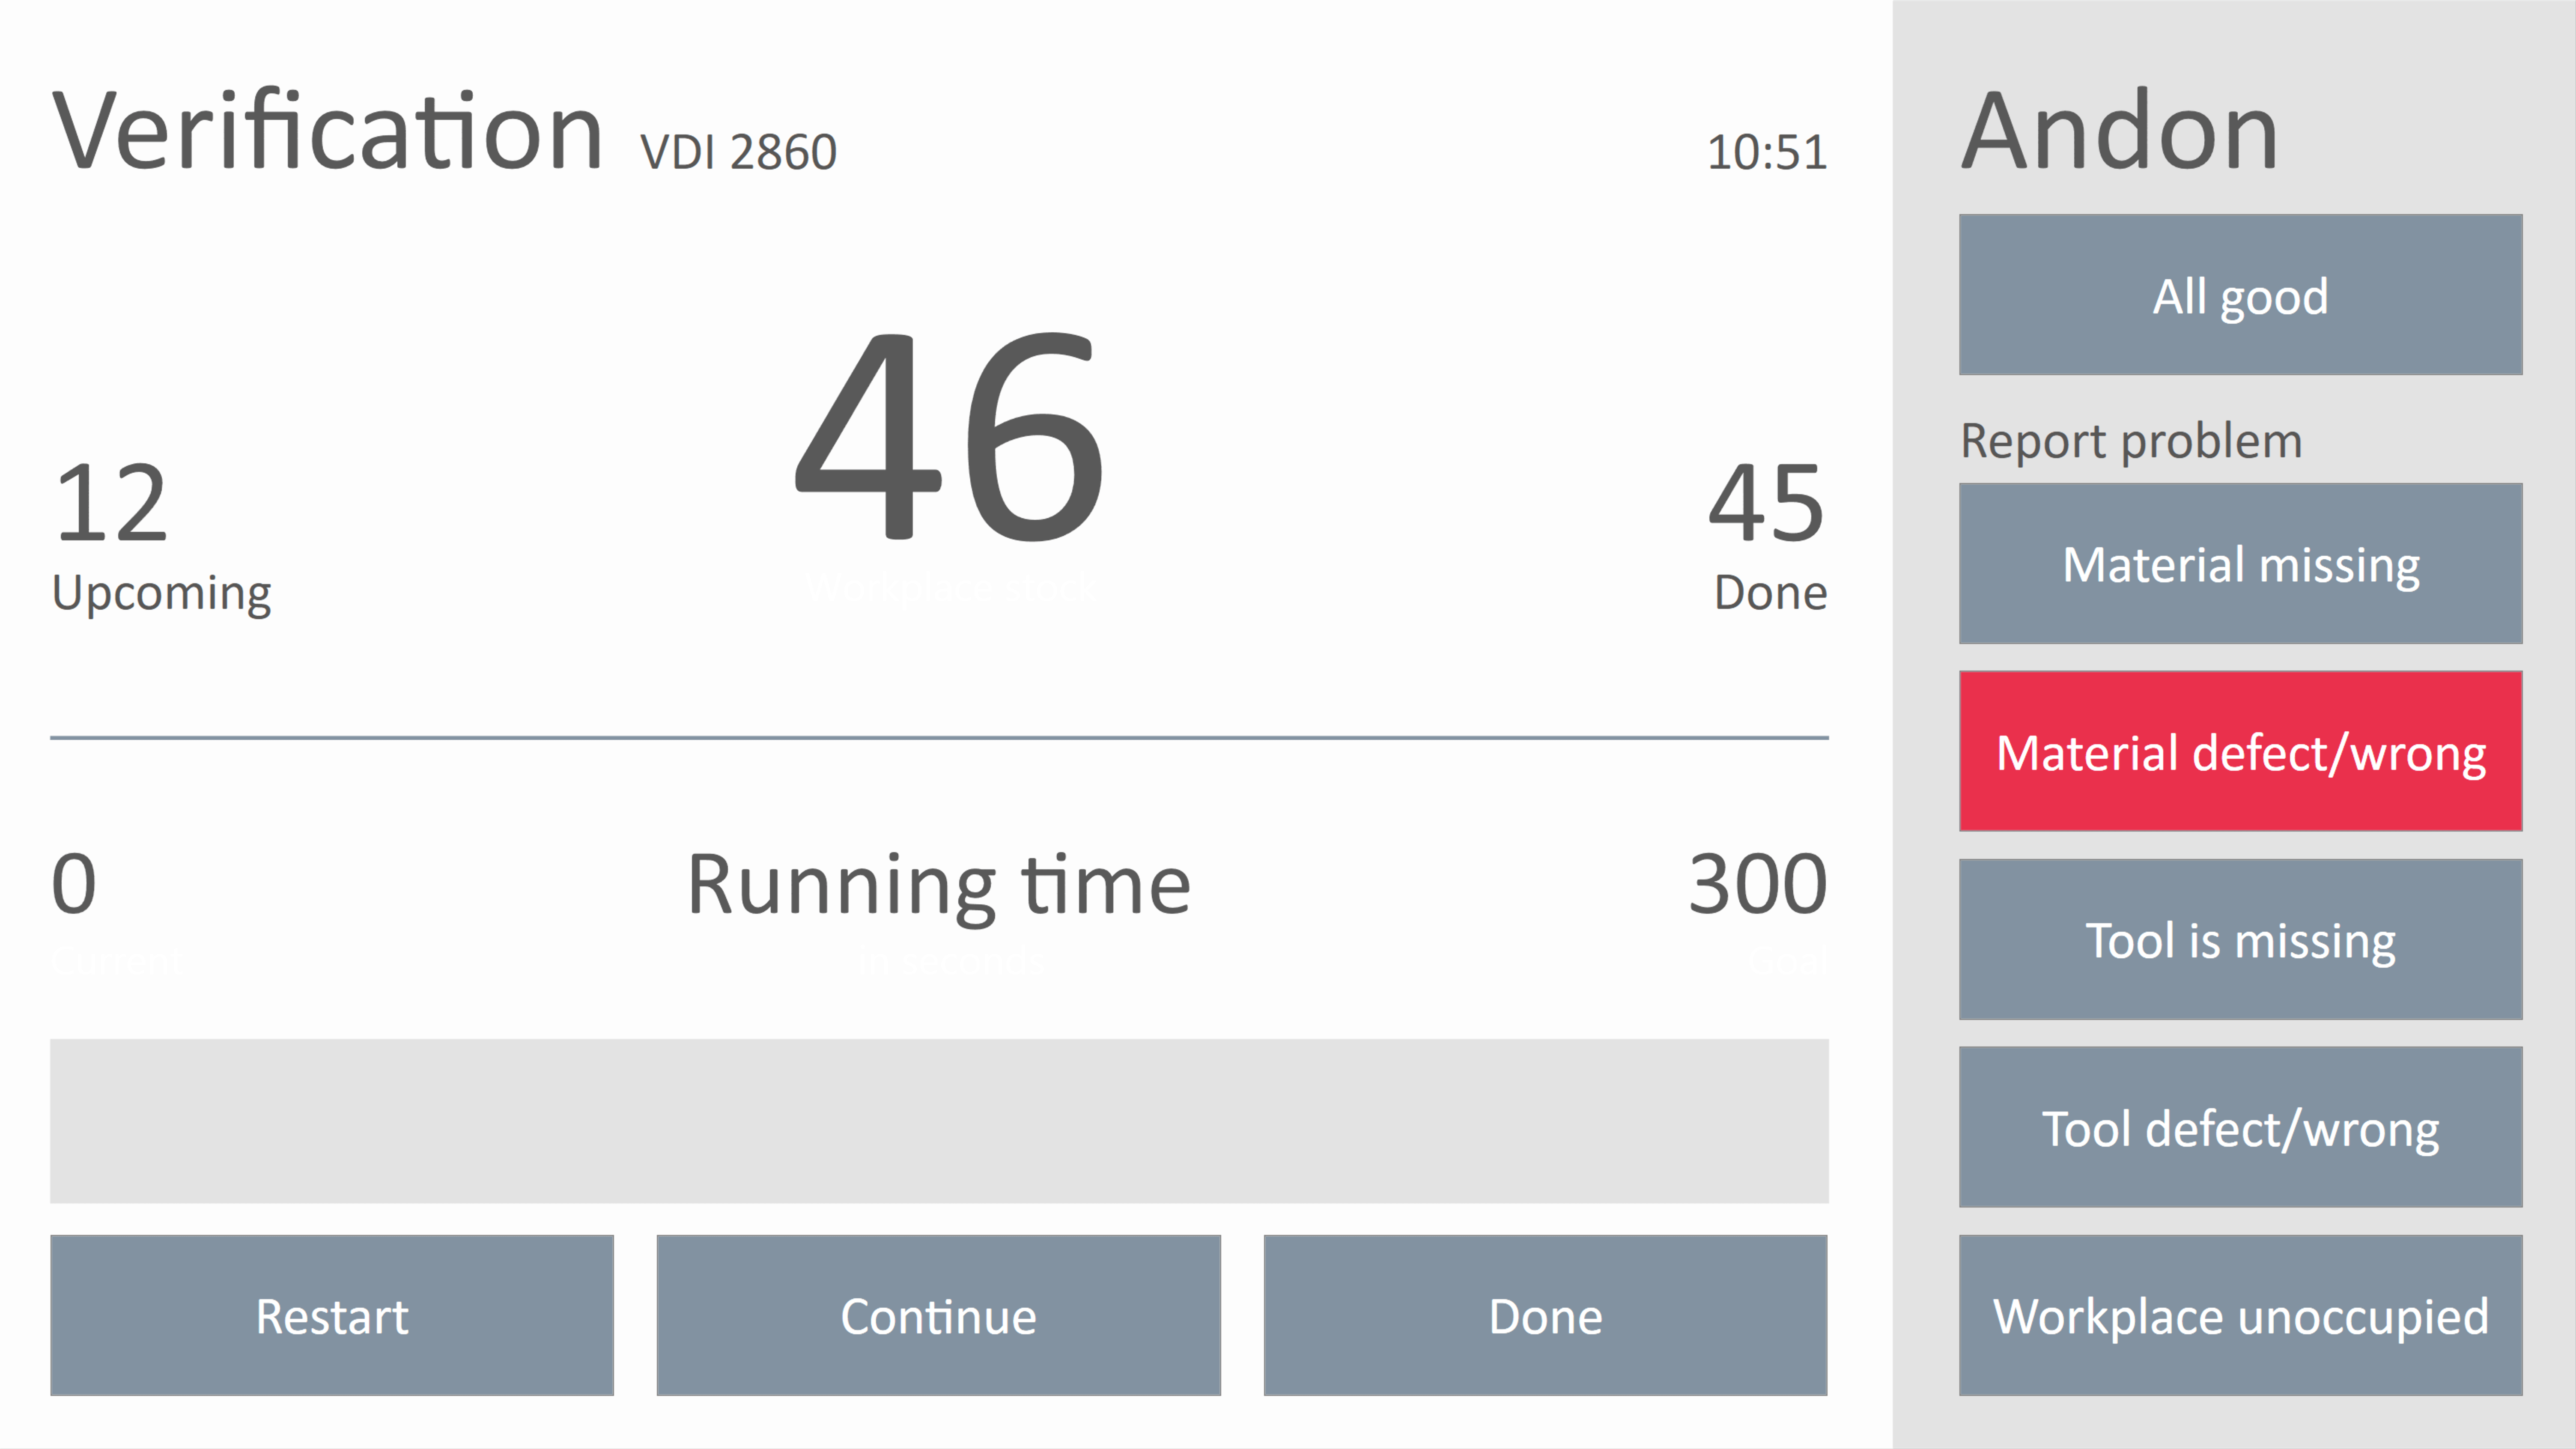 Verification VDI 2860 10:51
46
12
Upcoming
Workplace stock
45
Done
0 Running time 300
Current In seconds Goal
Restart Continue Done
Andon
All good
Report problem
Material missing
Material defect/wrong
Tool is missing
Tool defect/wrong
Workplace unoccupied